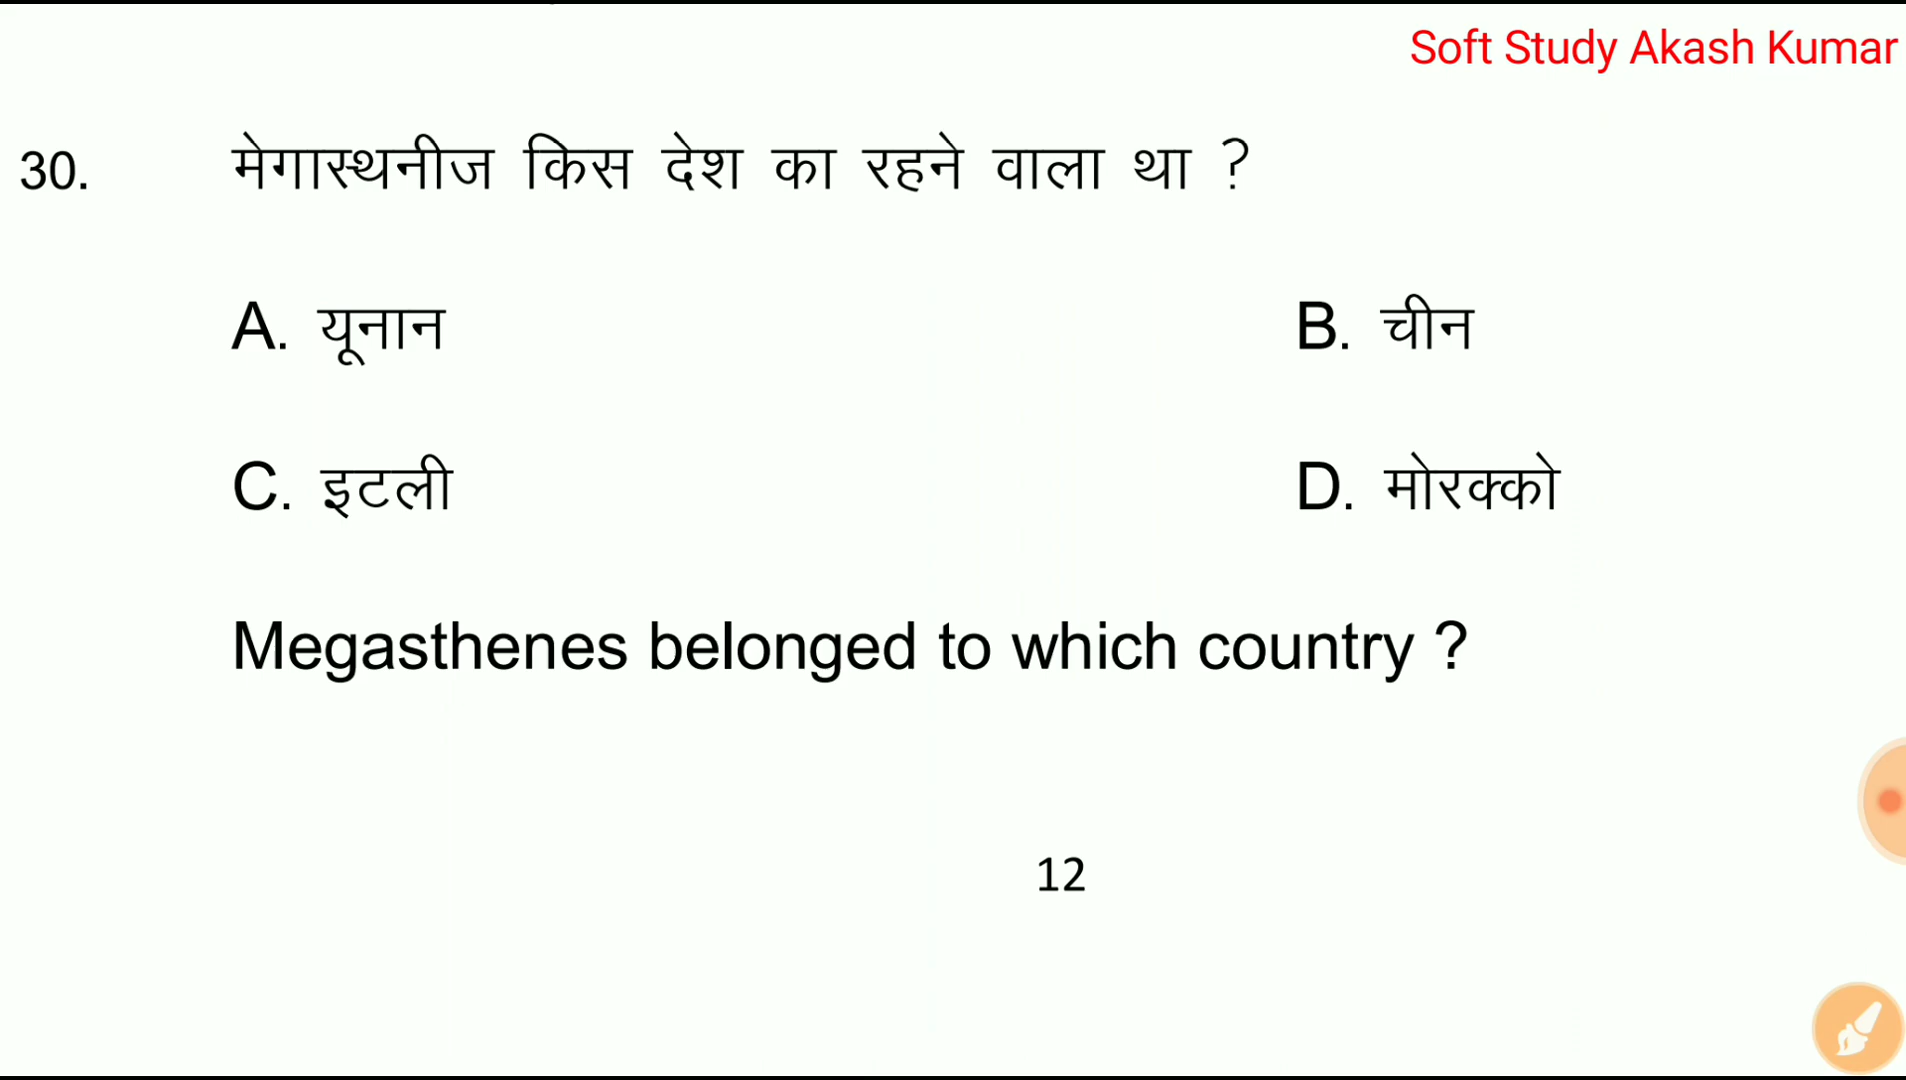 Soft Study Akash Kumar
30. मेगास्थनीज किस देश का रहने वाला था ?
A. यूनान B. चीन
C. इटली D. मोरक्को
Megasthenes belonged to which country ?
12